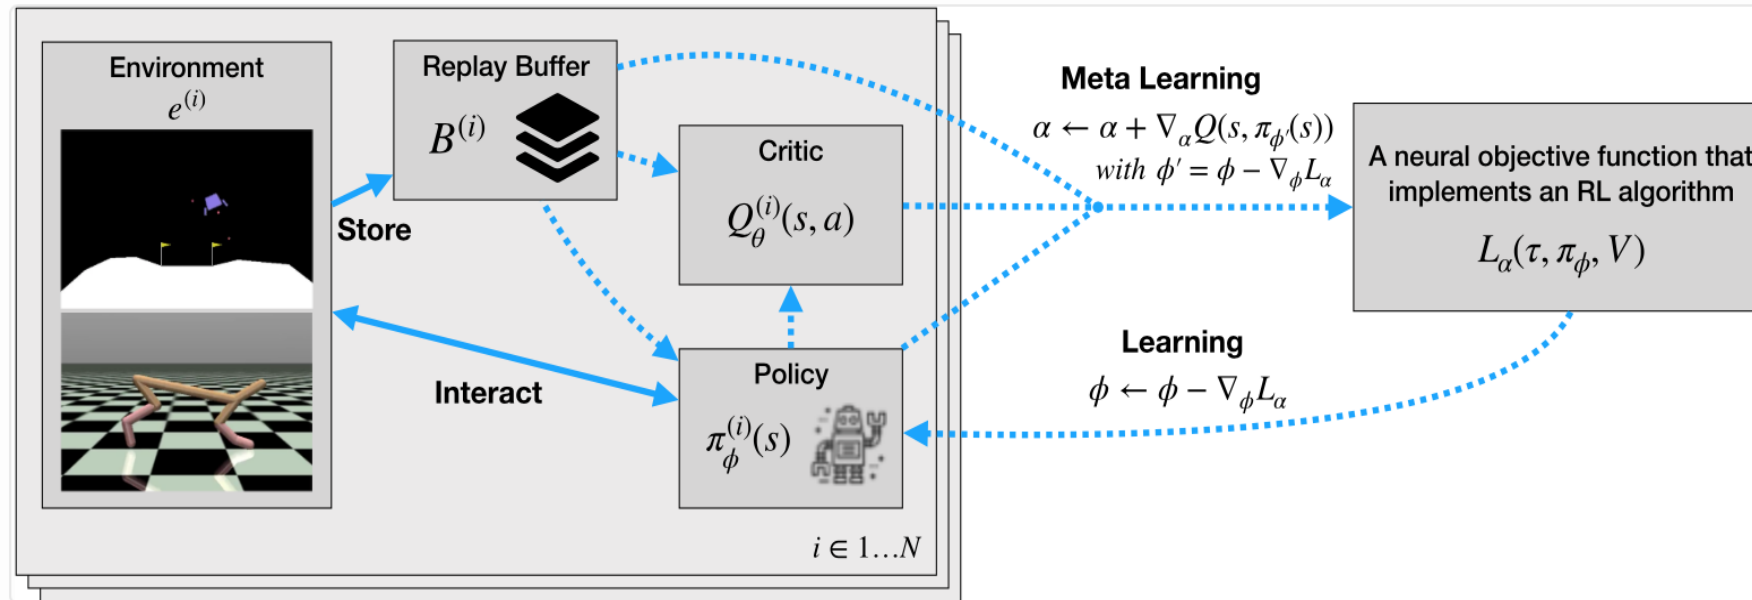 Environment
e^{(i)}
Replay Buffer
B^{(i)}
Critic
Q_θ^{(i)}(s, a)
Store
Interact
Policy
π_ϕ^{(i)}(s)
i ∈ 1…N
Meta Learning
α ← α + ∇_α Q(s, π_{ϕ′}(s))
with ϕ′ = ϕ − ∇_ϕ L_α
Learning
ϕ ← ϕ − ∇_ϕ L_α
A neural objective function that
implements an RL algorithm
L_α(τ, π_ϕ, V)